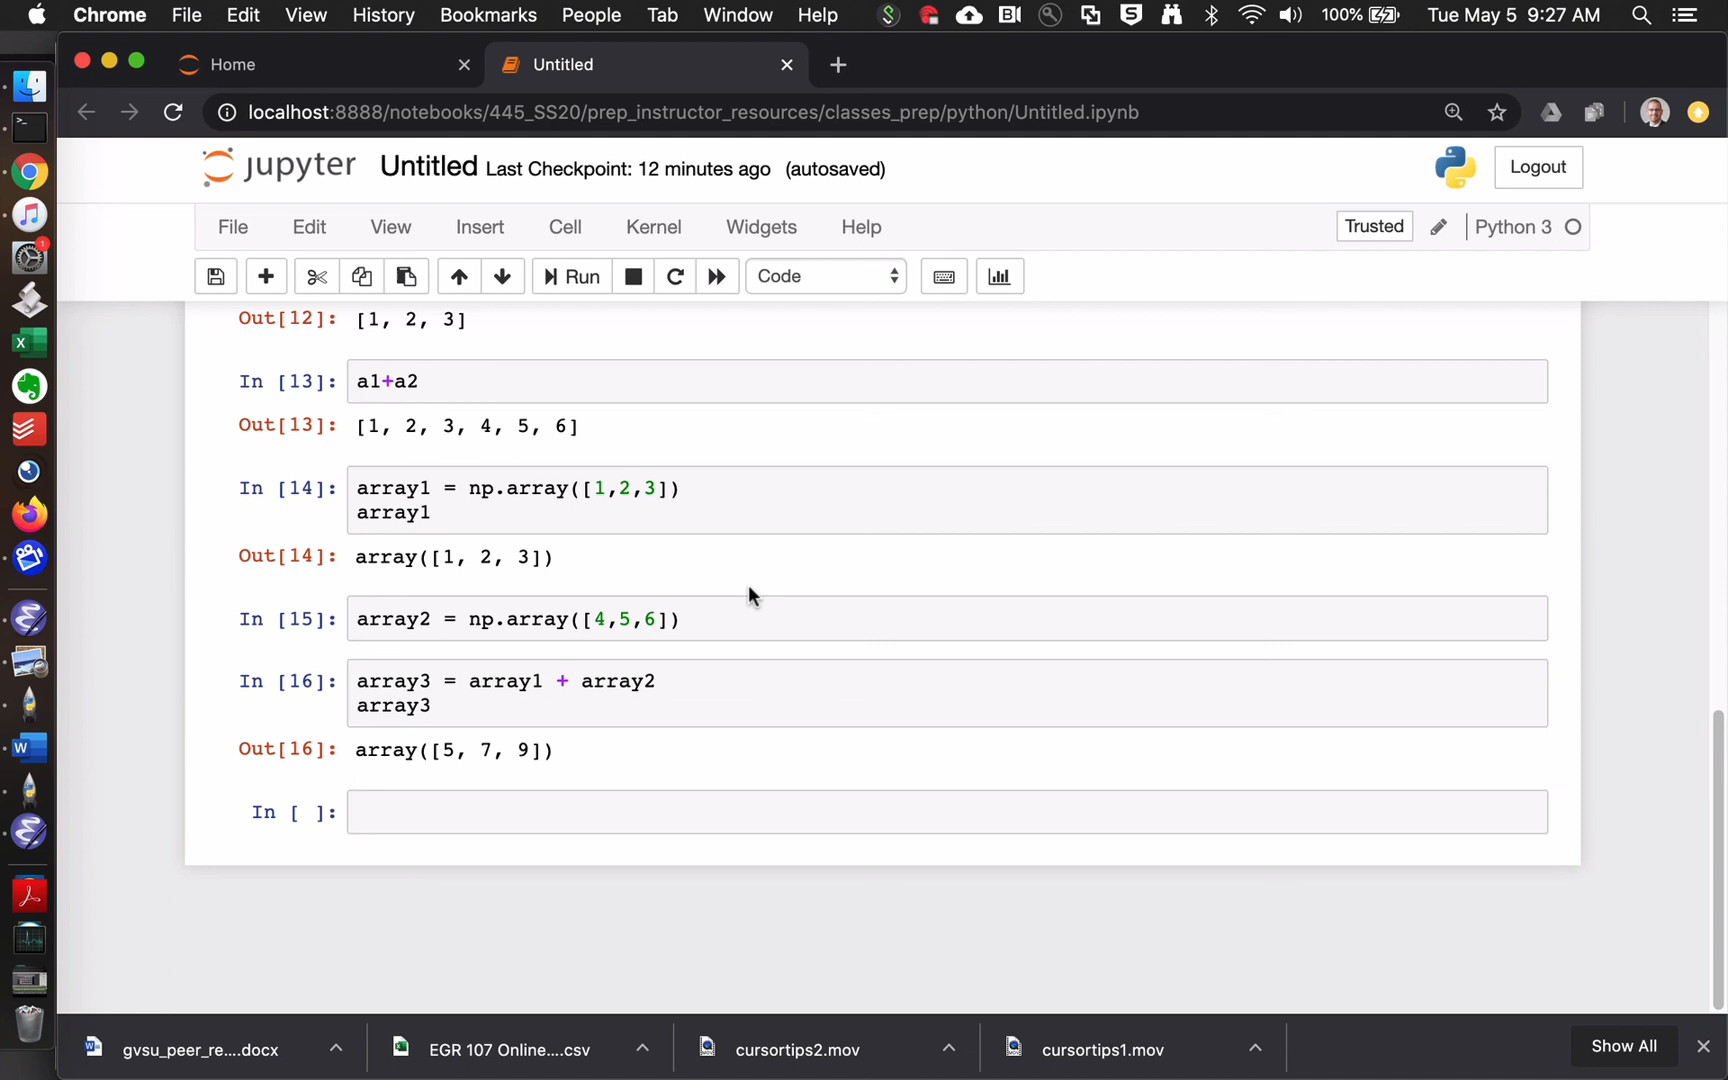 Chrome File Edit View History Bookmarks People Tab Window Help 100% Tue May 5 9:27 AM
Home Untitled
localhost:8888/notebooks/445_SS20/prep_instructor_resources/classes_prep/python/Untitled.ipynb
jupyter Untitled Last Checkpoint: 12 minutes ago (autosaved) Logout
File Edit View Insert Cell Kernel Widgets Help Trusted Python 3
Run Code
Out[12]: [1, 2, 3]
In [13]: a1+a2
Out[13]: [1, 2, 3, 4, 5, 6]
In [14]: array1 = np.array([1,2,3])
array1
Out[14]: array([1, 2, 3])
In [15]: array2 = np.array([4,5,6])
In [16]: array3 = array1 + array2
array3
Out[16]: array([5, 7, 9])
In [ ]:
gvsu_peer_re....docx EGR 107 Online....csv cursortips2.mov cursortips1.mov Show All